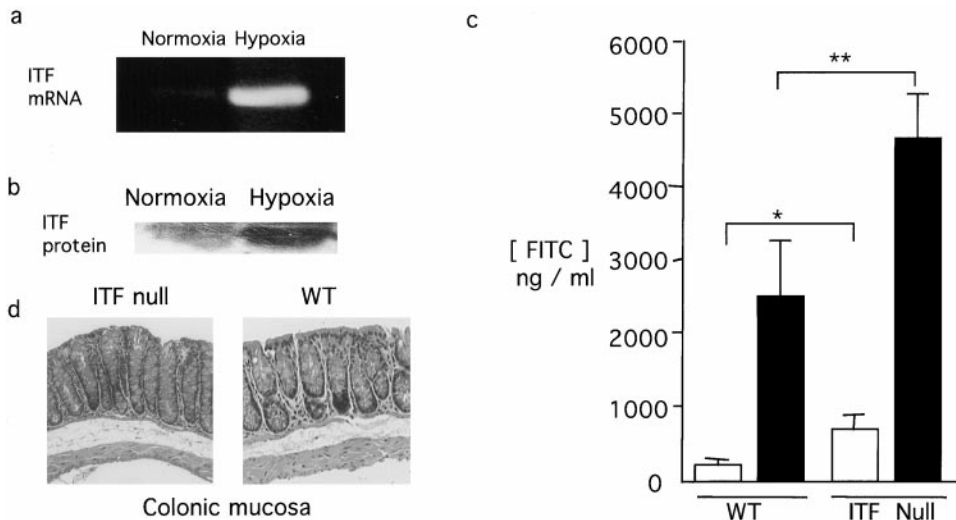 a
Normoxia Hypoxia
ITF
mRNA
b
Normoxia Hypoxia
ITF
protein
d
ITF null WT
Colonic mucosa
c
6000
5000
4000
3000
2000
1000
0
[ FITC ]
ng / ml
**
*
WT ITF Null